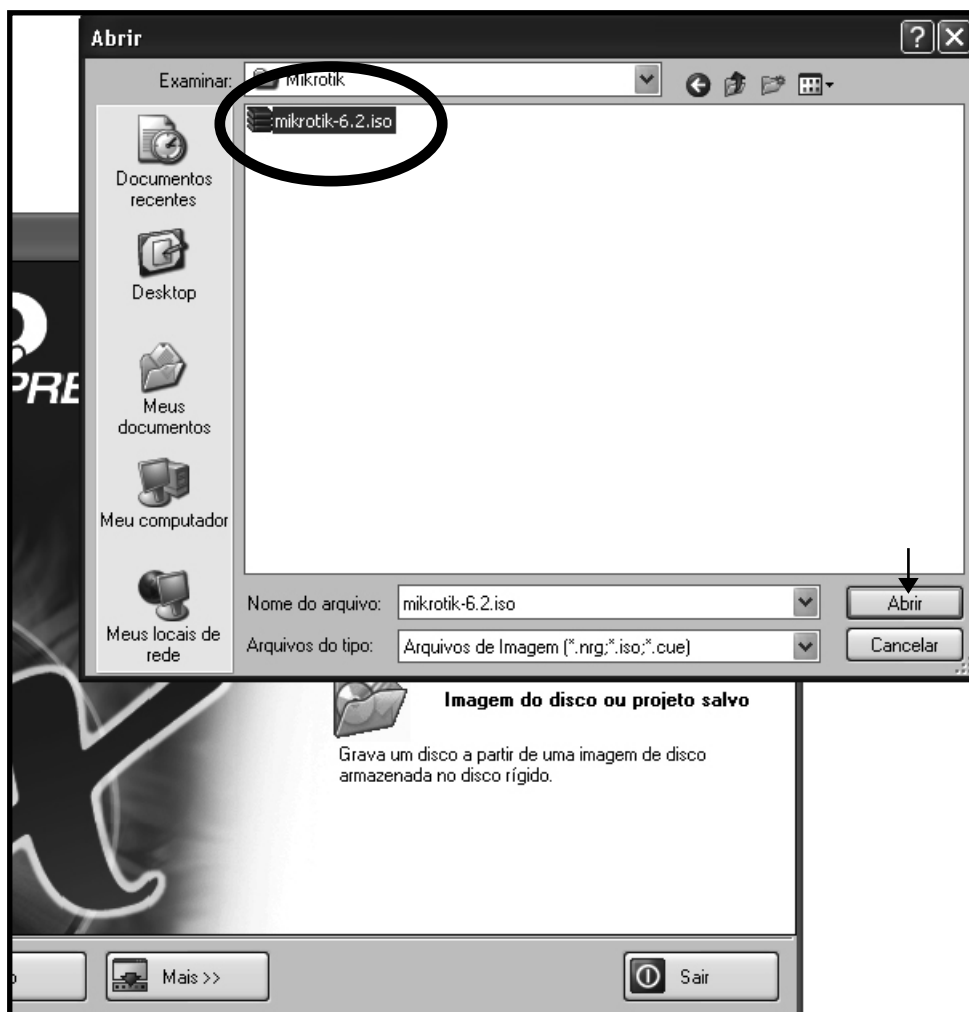 Abrir
Examinar:
Mikrotik
mikrotik-6.2.iso
Documentos
recentes
Desktop
Meus
documentos
Meu computador
Meus locais de
rede
Nome do arquivo:
mikrotik-6.2.iso
Abrir
Arquivos do tipo:
Arquivos de Imagem (*.nrg;*.iso;*.cue)
Cancelar
Imagem do disco ou projeto salvo
Grava um disco a partir de uma imagem de disco
armazenada no disco rígido.
Mais >>
Sair